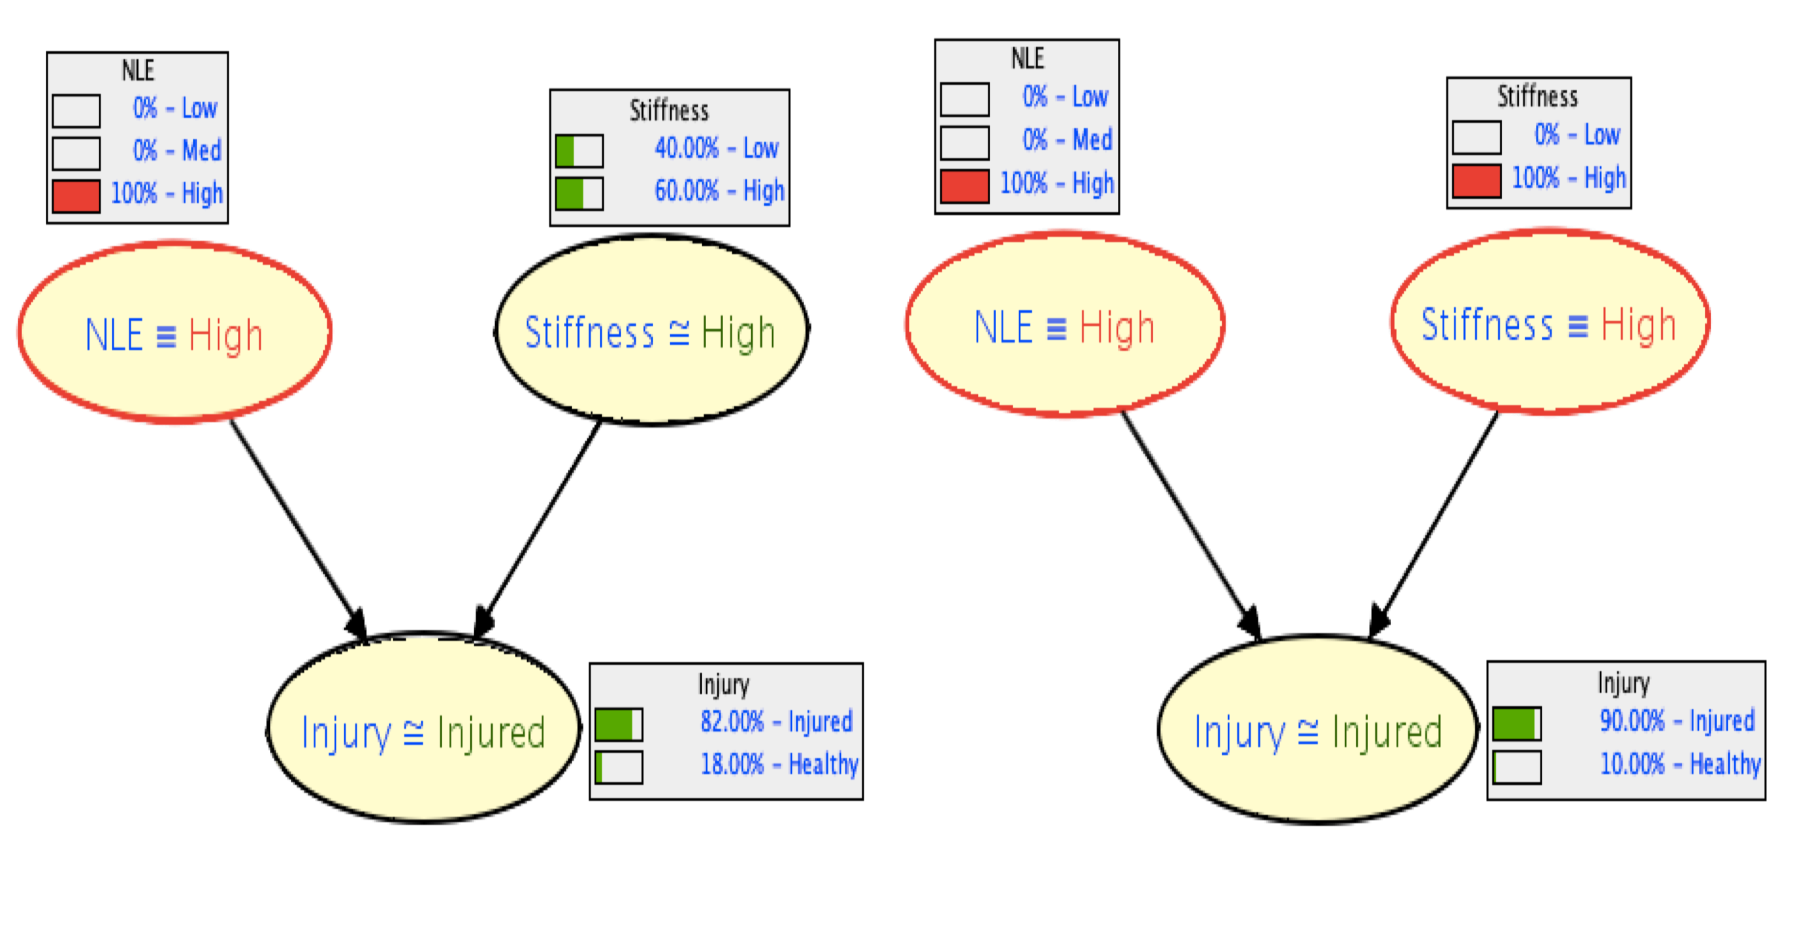 NLE
0% - Low
0% - Med
100% - High
Stiffness
40.00% - Low
60.00% - High
NLE ≡ High
Stiffness ≅ High
Injury ≅ Injured
Injury
82.00% - Injured
18.00% - Healthy
NLE
0% - Low
0% - Med
100% - High
Stiffness
0% - Low
100% - High
NLE ≡ High
Stiffness ≡ High
Injury ≅ Injured
Injury
90.00% - Injured
10.00% - Healthy